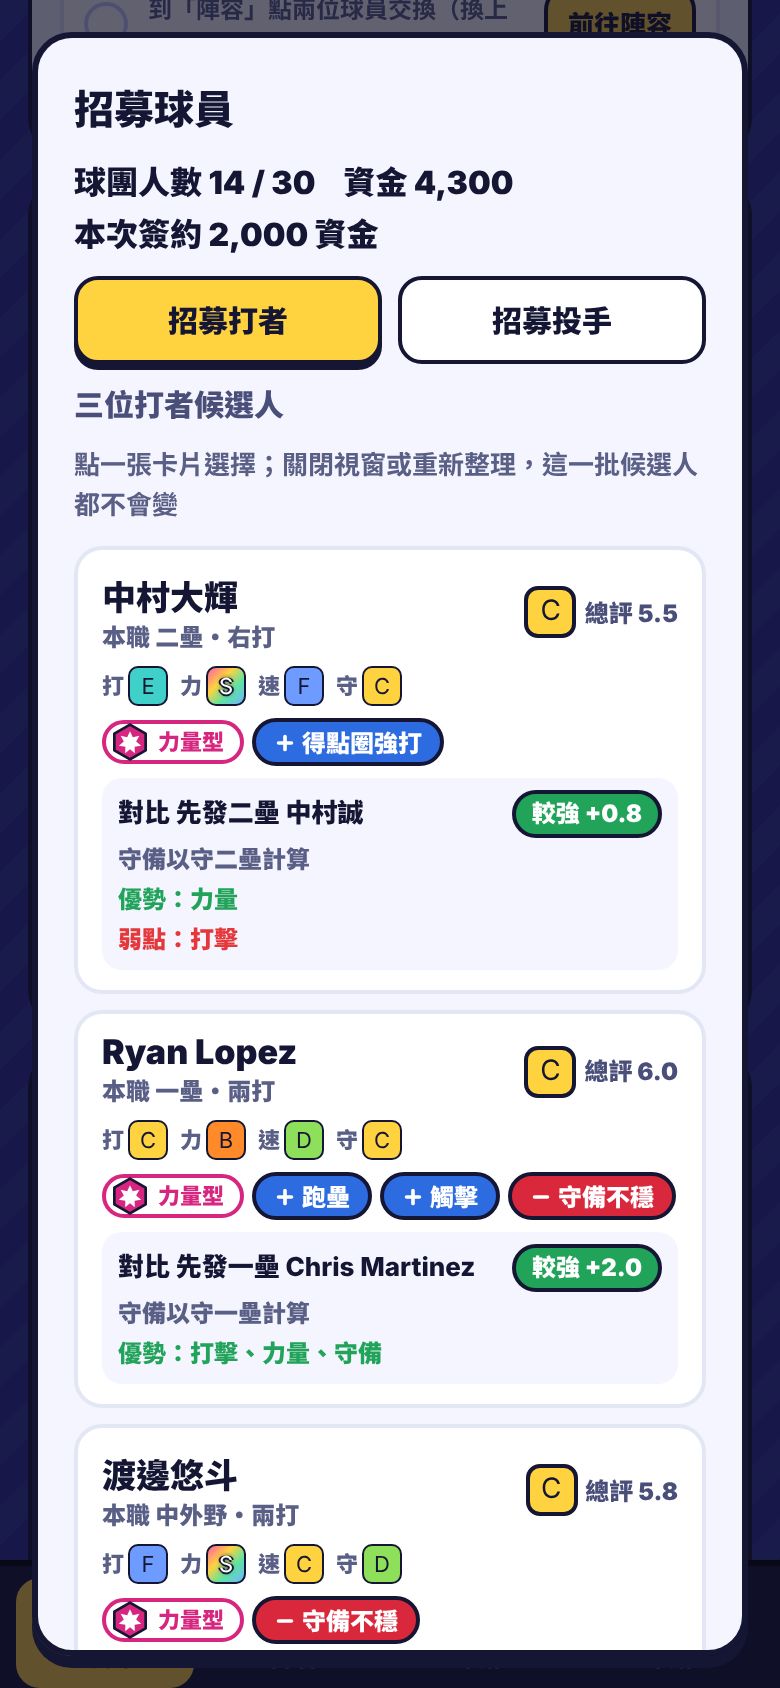 到「陣容」點兩位球員交換（換上
前往陣容
招募球員
球團人數 14 / 30 資金 4,300
本次簽約 2,000 資金
招募打者 招募投手
三位打者候選人
點一張卡片選擇；關閉視窗或重新整理，這一批候選人
都不會變
中村大輝
C 總評 5.5
本職 二壘・右打
打 E 力 S 速 F 守 C
力量型 + 得點圈強打
對比 先發二壘 中村誠 較強 +0.8
守備以守二壘計算
優勢：力量
弱點：打擊
Ryan Lopez
C 總評 6.0
本職 一壘・兩打
打 C 力 B 速 D 守 C
力量型 + 跑壘 + 觸擊 − 守備不穩
對比 先發一壘 Chris Martinez 較強 +2.0
守備以守一壘計算
優勢：打擊、力量、守備
渡邊悠斗
C 總評 5.8
本職 中外野・兩打
打 F 力 S 速 C 守 D
力量型 − 守備不穩